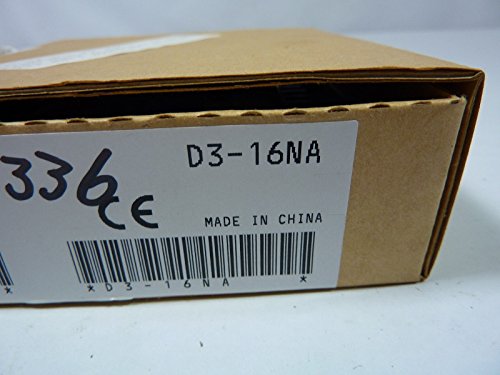 D3-16NA
336
CE
MADE IN CHINA
*
*D3-16NA *